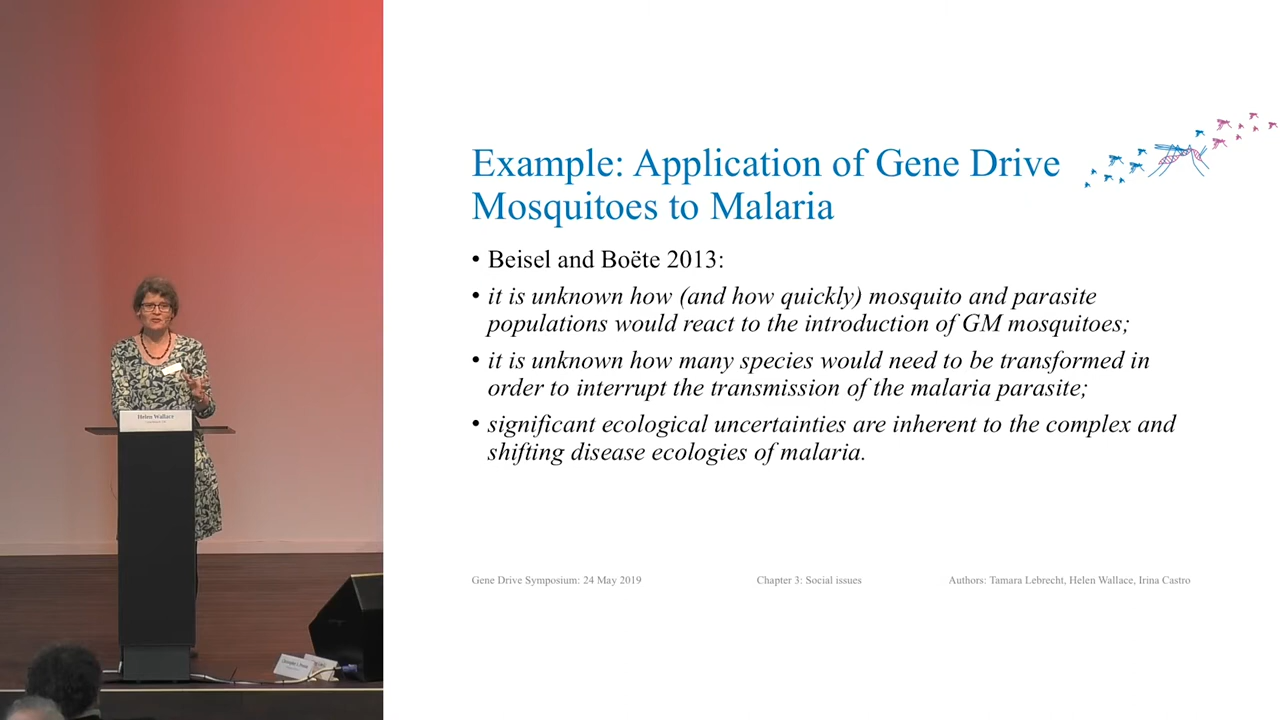 Example: Application of Gene Drive
Mosquitoes to Malaria
• Beisel and Boëte 2013:
• it is unknown how (and how quickly) mosquito and parasite
populations would react to the introduction of GM mosquitoes;
• it is unknown how many species would need to be transformed in
order to interrupt the transmission of the malaria parasite;
• significant ecological uncertainties are inherent to the complex and
shifting disease ecologies of malaria.
Gene Drive Symposium: 24 May 2019
Chapter 3: Social issues
Authors: Tamara Lebrecht, Helen Wallace, Irina Castro
Helen Wallace